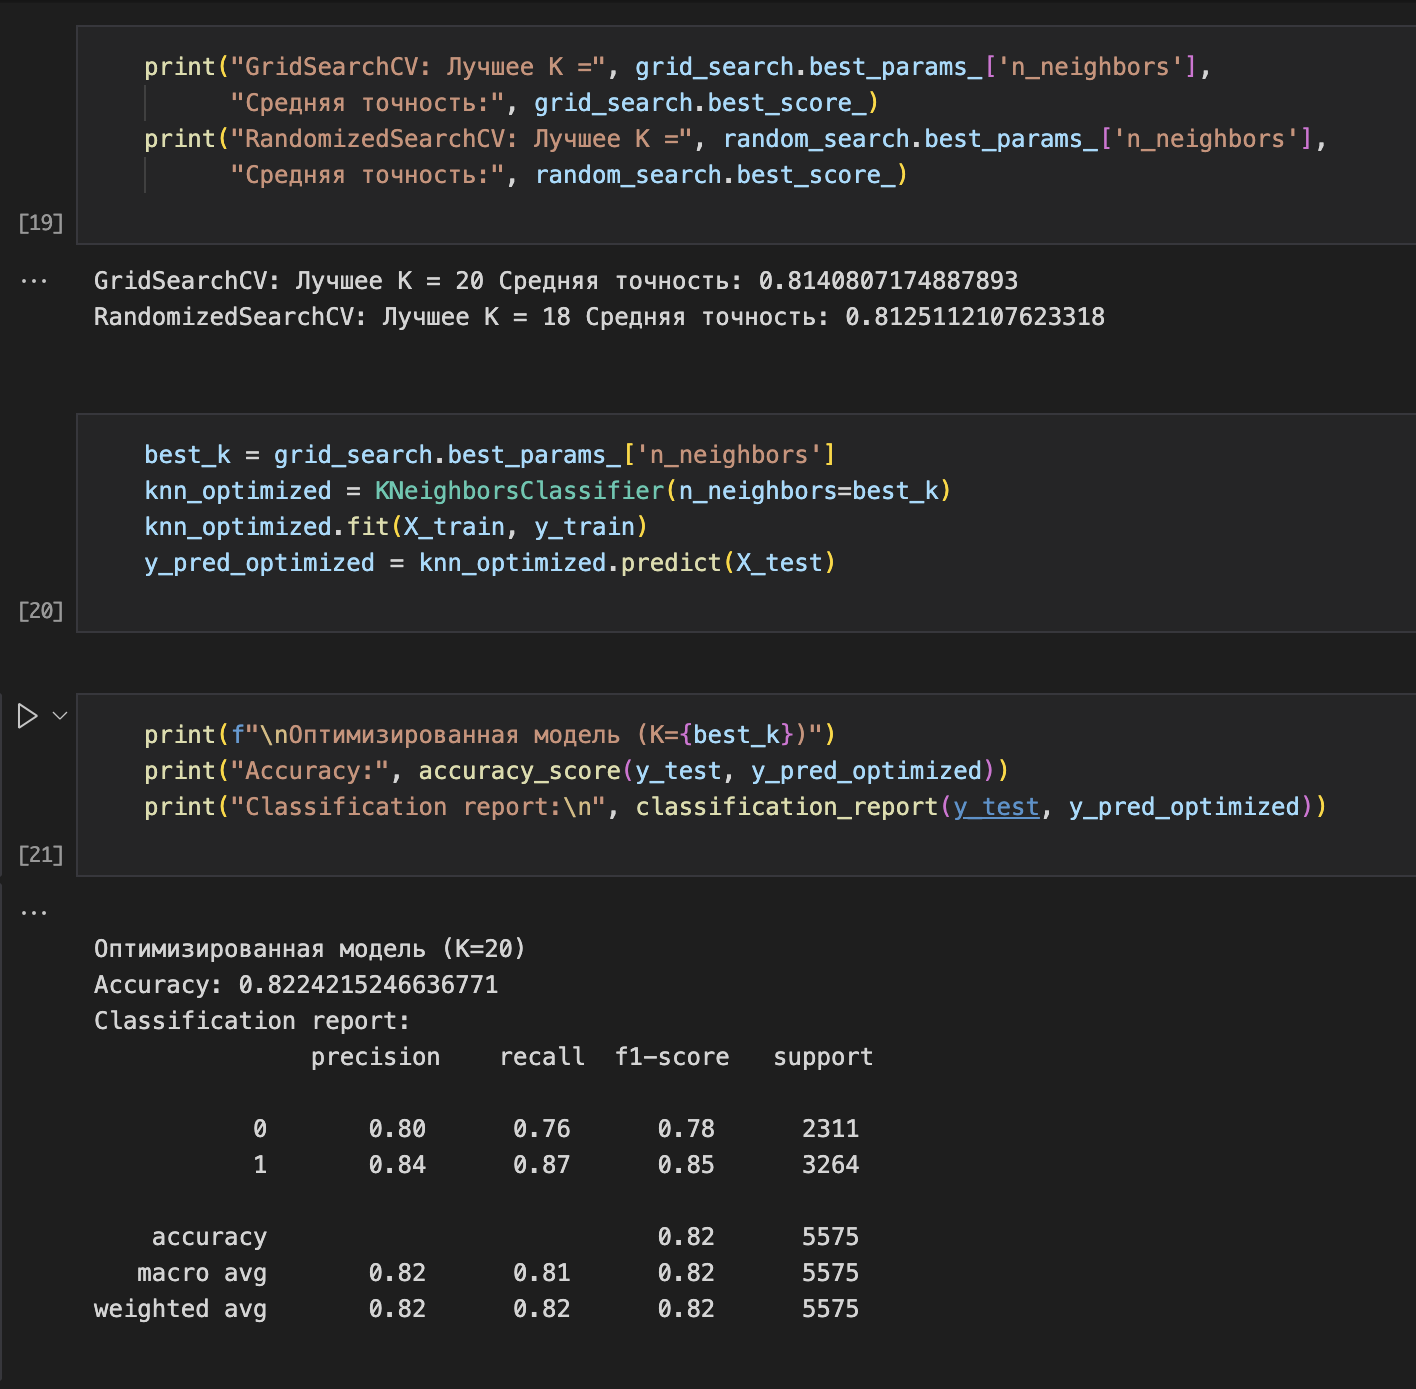 print("GridSearchCV: Лучшее K =", grid_search.best_params_['n_neighbors'],
"Средняя точность:", grid_search.best_score_)
print("RandomizedSearchCV: Лучшее K =", random_search.best_params_['n_neighbors'],
"Средняя точность:", random_search.best_score_)
[19]
... GridSearchCV: Лучшее K = 20 Средняя точность: 0.8140807174887893
RandomizedSearchCV: Лучшее K = 18 Средняя точность: 0.8125112107623318
best_k = grid_search.best_params_['n_neighbors']
knn_optimized = KNeighborsClassifier(n_neighbors=best_k)
knn_optimized.fit(X_train, y_train)
y_pred_optimized = knn_optimized.predict(X_test)
[20]
print(f"\nОптимизированная модель (K={best_k})")
print("Accuracy:", accuracy_score(y_test, y_pred_optimized))
print("Classification report:\n", classification_report(y_test, y_pred_optimized))
[21]
...
Оптимизированная модель (K=20)
Accuracy: 0.8224215246636771
Classification report:
precision recall f1-score support
0 0.80 0.76 0.78 2311
1 0.84 0.87 0.85 3264
accuracy 0.82 5575
macro avg 0.82 0.81 0.82 5575
weighted avg 0.82 0.82 0.82 5575